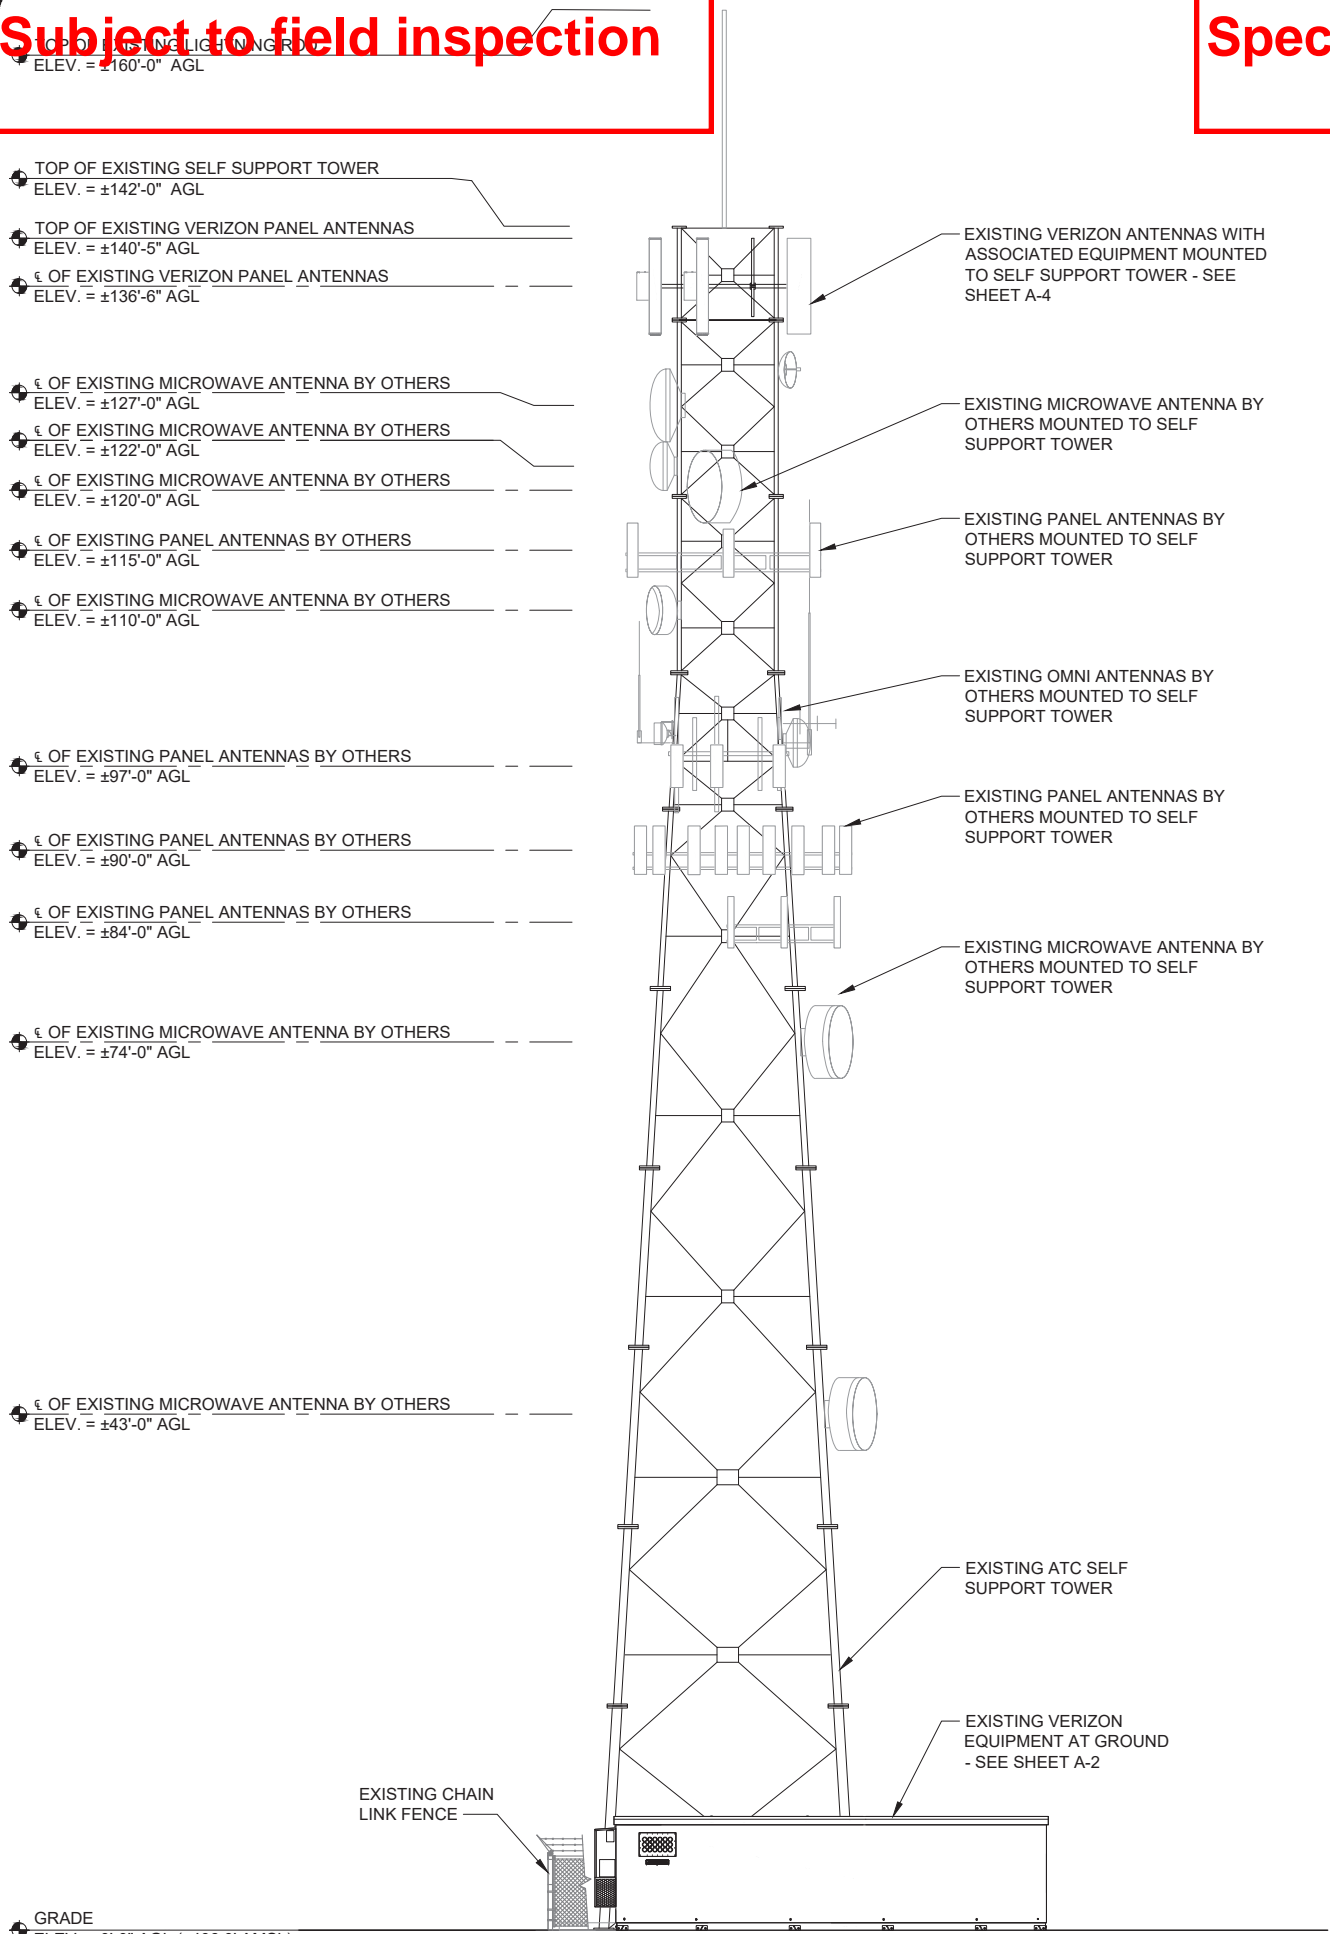 Subject to field inspection
Spec
TOP OF EXISTING LIGHTNING ROD
ELEV. = ±160'-0" AGL
TOP OF EXISTING SELF SUPPORT TOWER
ELEV. = ±142'-0" AGL
TOP OF EXISTING VERIZON PANEL ANTENNAS
ELEV. = ±140'-5" AGL
℄ OF EXISTING VERIZON PANEL ANTENNAS
ELEV. = ±136'-6" AGL
℄ OF EXISTING MICROWAVE ANTENNA BY OTHERS
ELEV. = ±127'-0" AGL
℄ OF EXISTING MICROWAVE ANTENNA BY OTHERS
ELEV. = ±122'-0" AGL
℄ OF EXISTING MICROWAVE ANTENNA BY OTHERS
ELEV. = ±120'-0" AGL
℄ OF EXISTING PANEL ANTENNAS BY OTHERS
ELEV. = ±115'-0" AGL
℄ OF EXISTING MICROWAVE ANTENNA BY OTHERS
ELEV. = ±110'-0" AGL
℄ OF EXISTING PANEL ANTENNAS BY OTHERS
ELEV. = ±97'-0" AGL
℄ OF EXISTING PANEL ANTENNAS BY OTHERS
ELEV. = ±90'-0" AGL
℄ OF EXISTING PANEL ANTENNAS BY OTHERS
ELEV. = ±84'-0" AGL
℄ OF EXISTING MICROWAVE ANTENNA BY OTHERS
ELEV. = ±74'-0" AGL
℄ OF EXISTING MICROWAVE ANTENNA BY OTHERS
ELEV. = ±43'-0" AGL
EXISTING VERIZON ANTENNAS WITH
ASSOCIATED EQUIPMENT MOUNTED
TO SELF SUPPORT TOWER - SEE
SHEET A-4
EXISTING MICROWAVE ANTENNA BY
OTHERS MOUNTED TO SELF
SUPPORT TOWER
EXISTING PANEL ANTENNAS BY
OTHERS MOUNTED TO SELF
SUPPORT TOWER
EXISTING OMNI ANTENNAS BY
OTHERS MOUNTED TO SELF
SUPPORT TOWER
EXISTING PANEL ANTENNAS BY
OTHERS MOUNTED TO SELF
SUPPORT TOWER
EXISTING MICROWAVE ANTENNA BY
OTHERS MOUNTED TO SELF
SUPPORT TOWER
EXISTING ATC SELF
SUPPORT TOWER
EXISTING VERIZON
EQUIPMENT AT GROUND
- SEE SHEET A-2
EXISTING CHAIN
LINK FENCE
GRADE